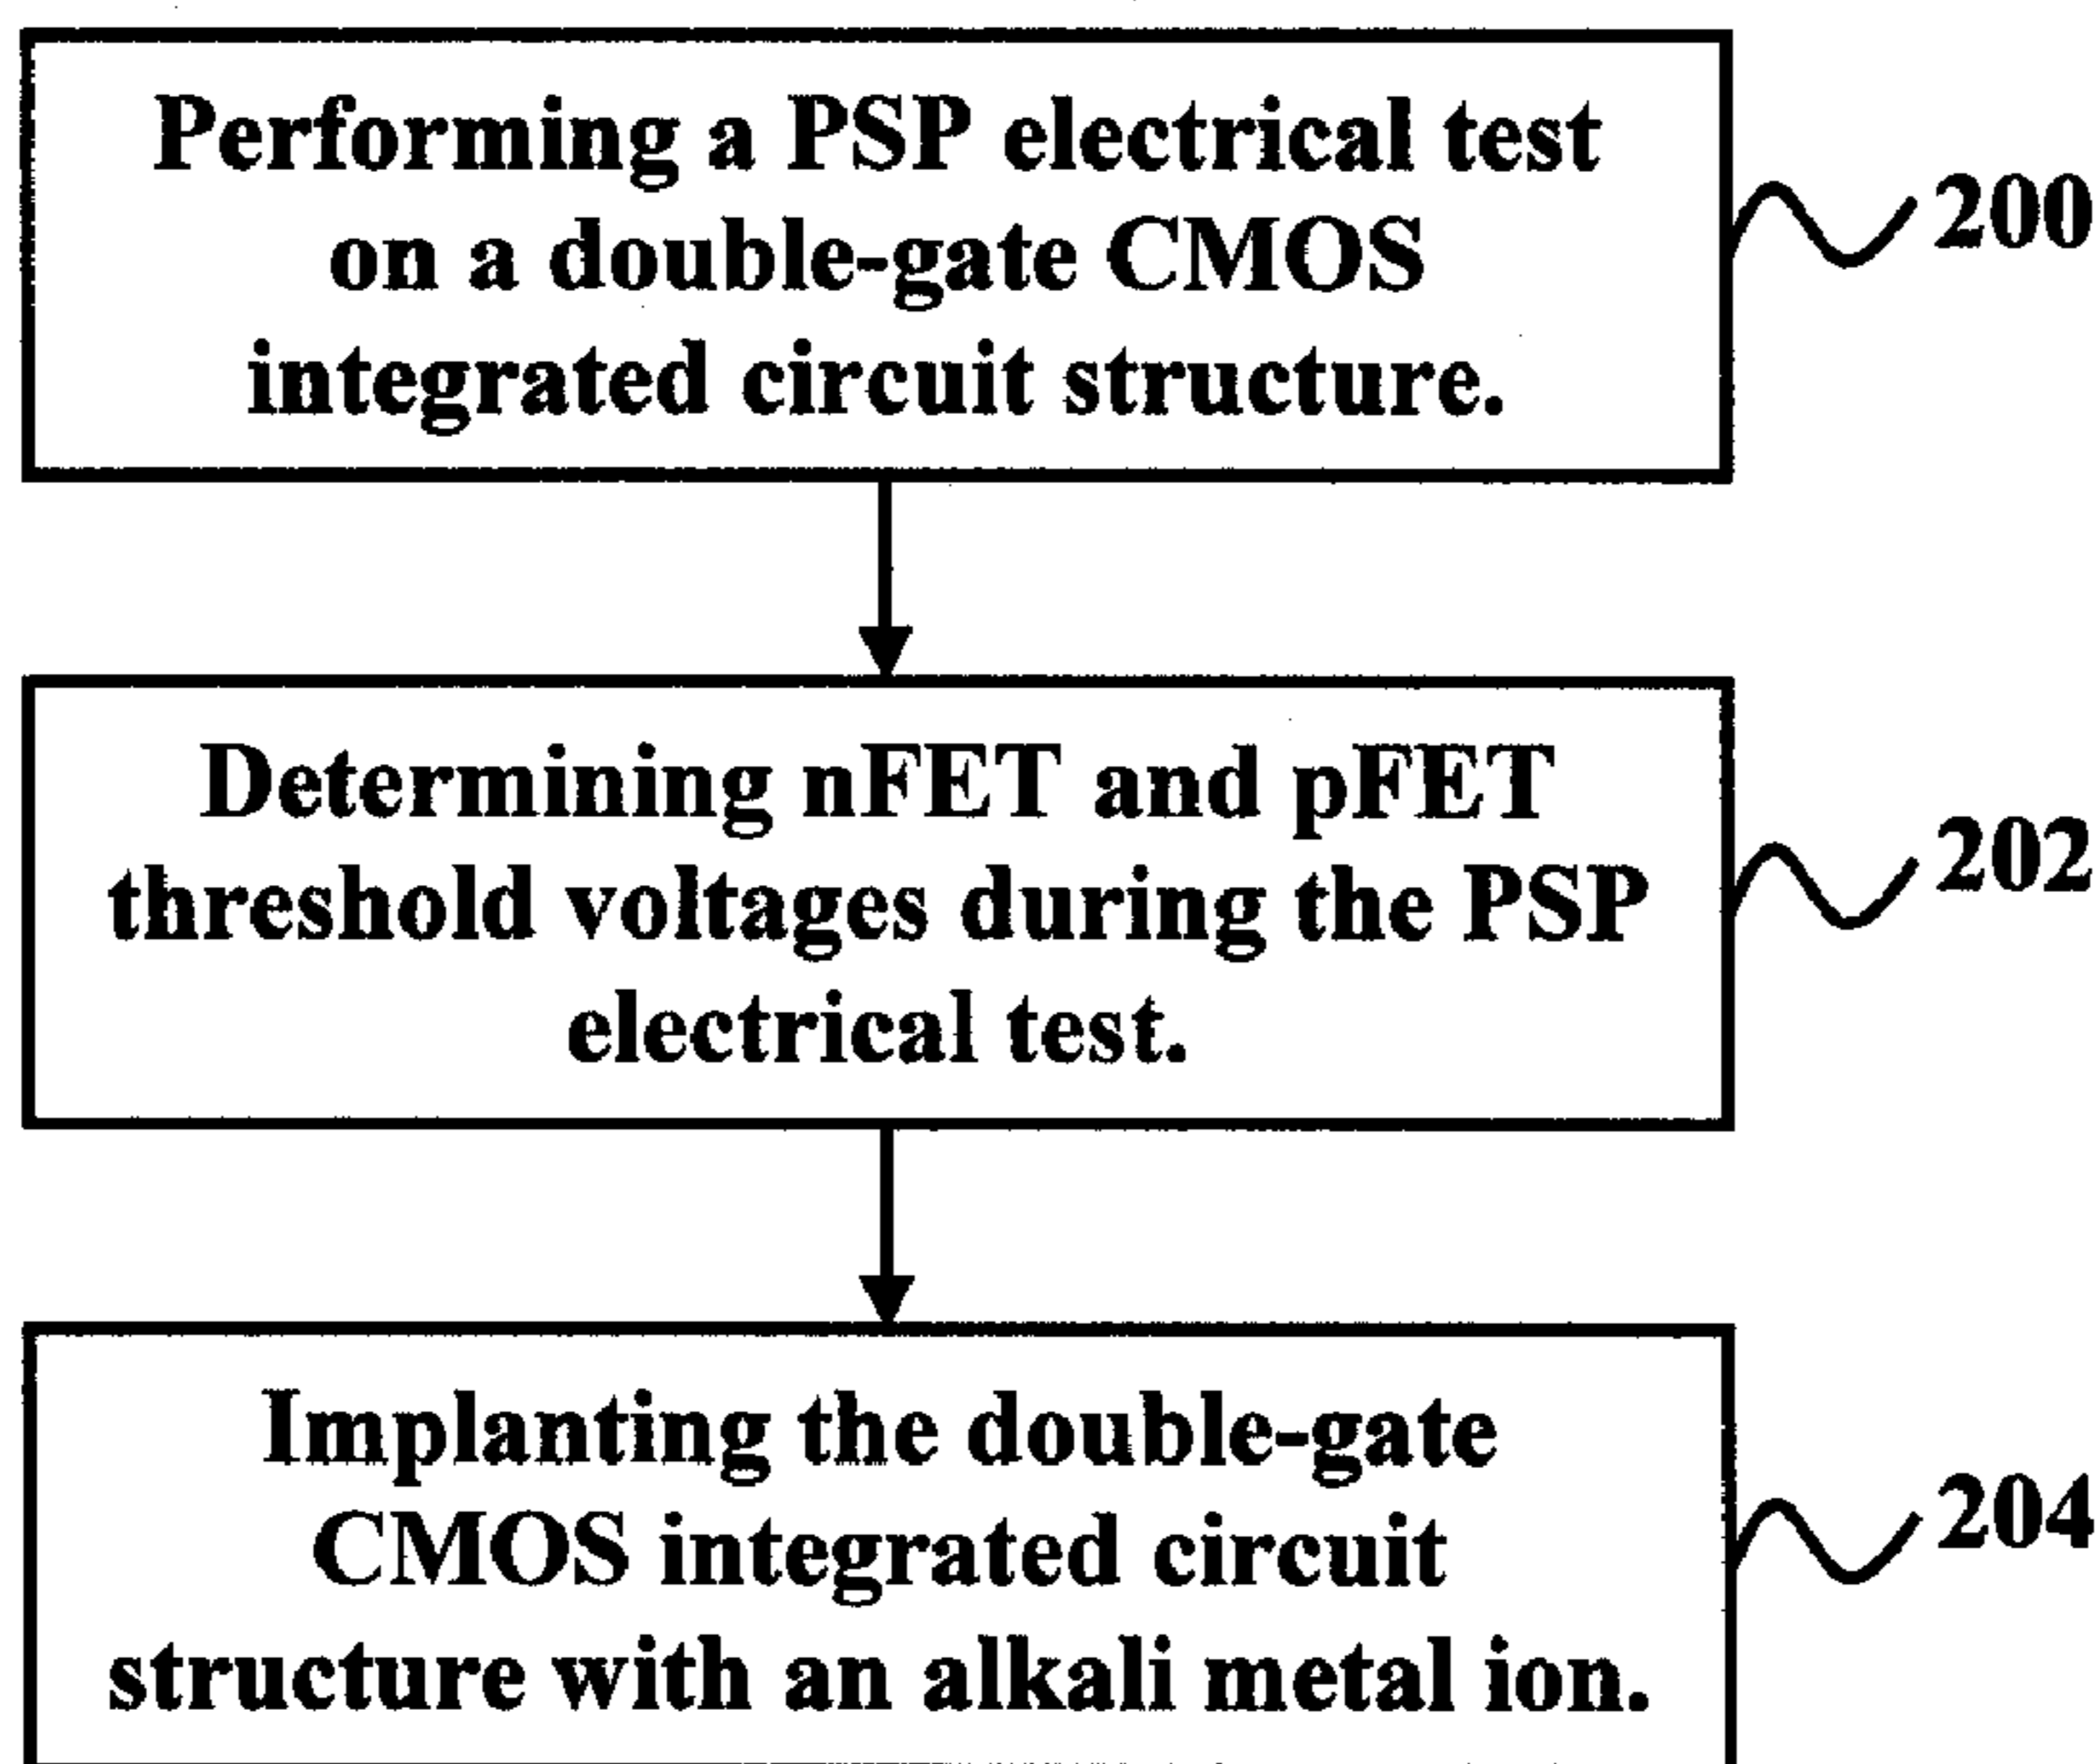 Performing a PSP electrical test
on a double-gate CMOS
integrated circuit structure.
200
Determining nFET and pFET
threshold voltages during the PSP
electrical test.
202
Implanting the double-gate
CMOS integrated circuit
structure with an alkali metal ion.
204